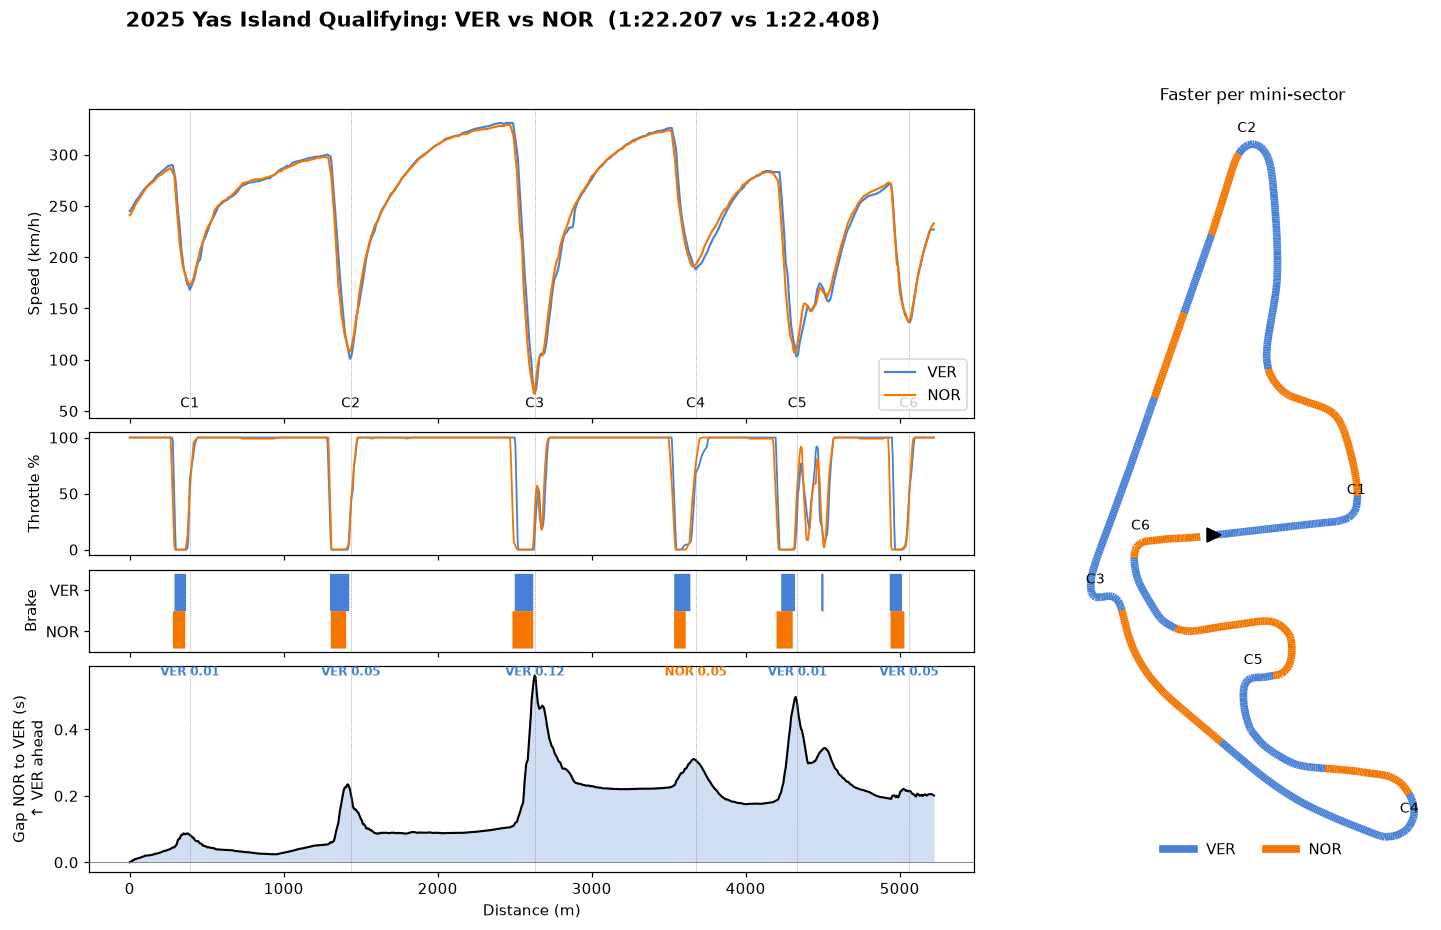 2025 Yas Island Qualifying: VER vs NOR (1:22.207 vs 1:22.408)
Speed (km/h)
300
250
200
150
100
50
C1
C2
C3
C4
C5
C6
VER
NOR
Throttle %
100
50
0
Brake
VER
NOR
Gap NOR to VER (s)
↑ VER ahead
0.4
0.2
0.0
VER 0.01
VER 0.05
VER 0.12
NOR 0.05
VER 0.01
VER 0.05
0
1000
2000
3000
4000
5000
Distance (m)
Faster per mini-sector
C2
C1
C6
C3
C5
C4
VER
NOR